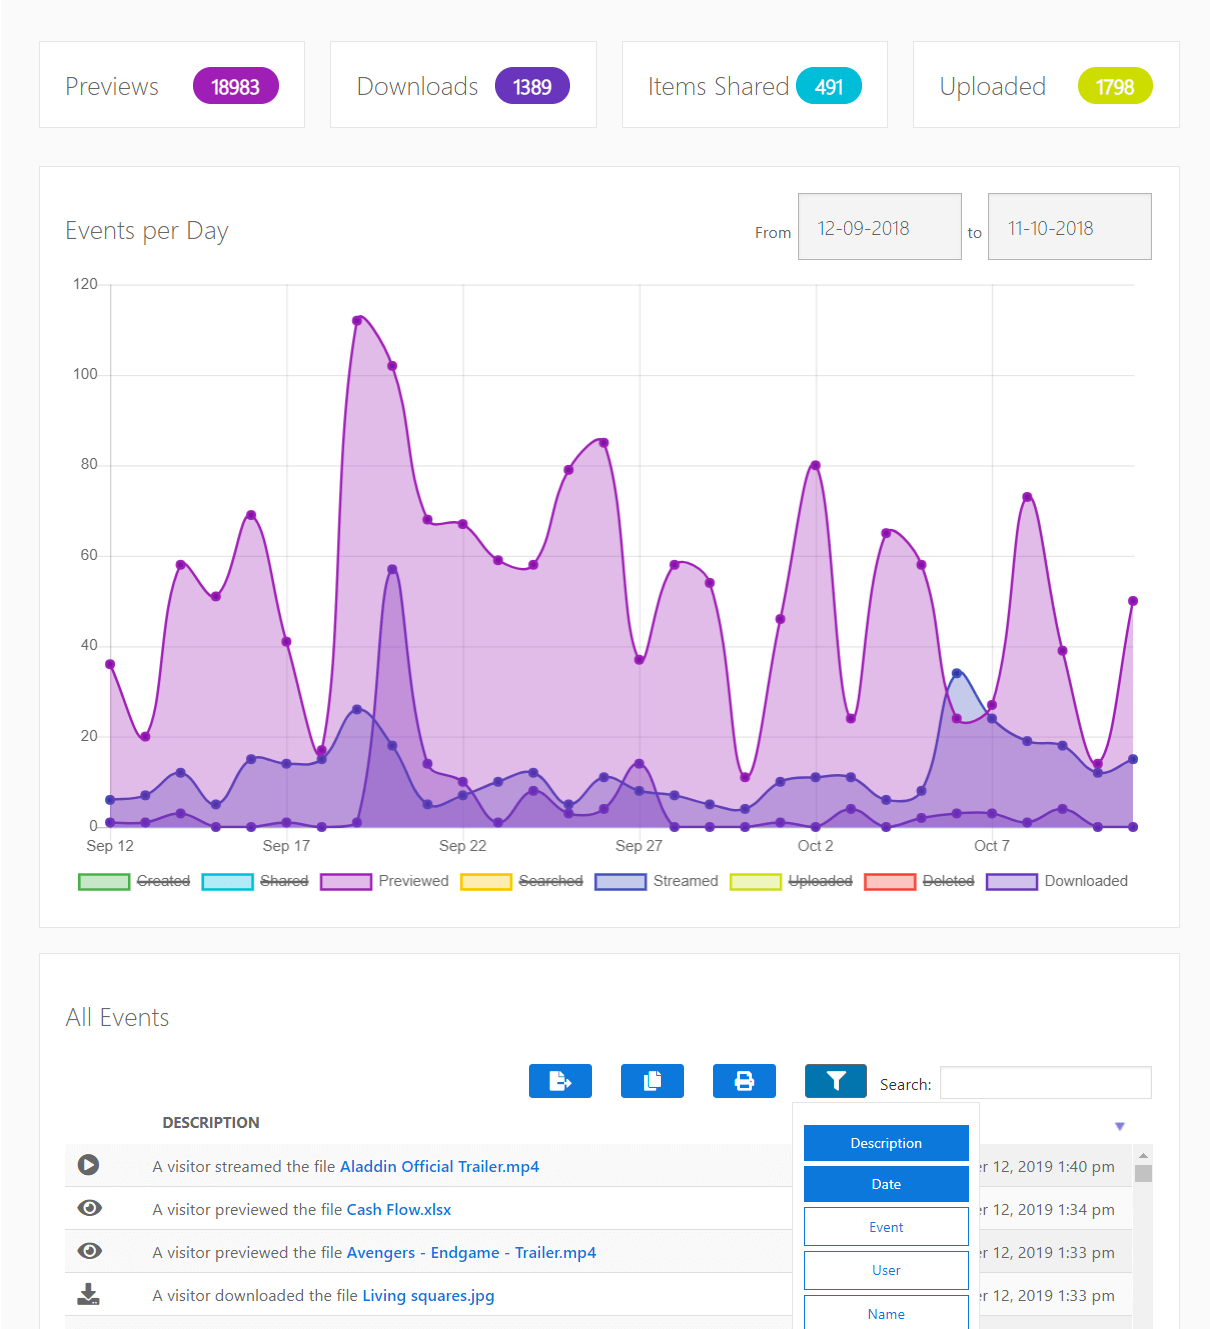 Previews 18983 Downloads 1389 Items Shared 491 Uploaded 1798
Events per Day From 12-09-2018 to 11-10-2018
120
100
80
60
40
20
0
Sep 12 Sep 17 Sep 22 Sep 27 Oct 2 Oct 7
Created Shared Previewed Searched Streamed Uploaded Deleted Downloaded
All Events
Search:
DESCRIPTION
Description
A visitor streamed the file Aladdin Official Trailer.mp4 12, 2019 1:40 pm
Date
A visitor previewed the file Cash Flow.xlsx 12, 2019 1:34 pm
Event
A visitor previewed the file Avengers - Endgame - Trailer.mp4 12, 2019 1:33 pm
User
A visitor downloaded the file Living squares.jpg 12, 2019 1:33 pm
Name